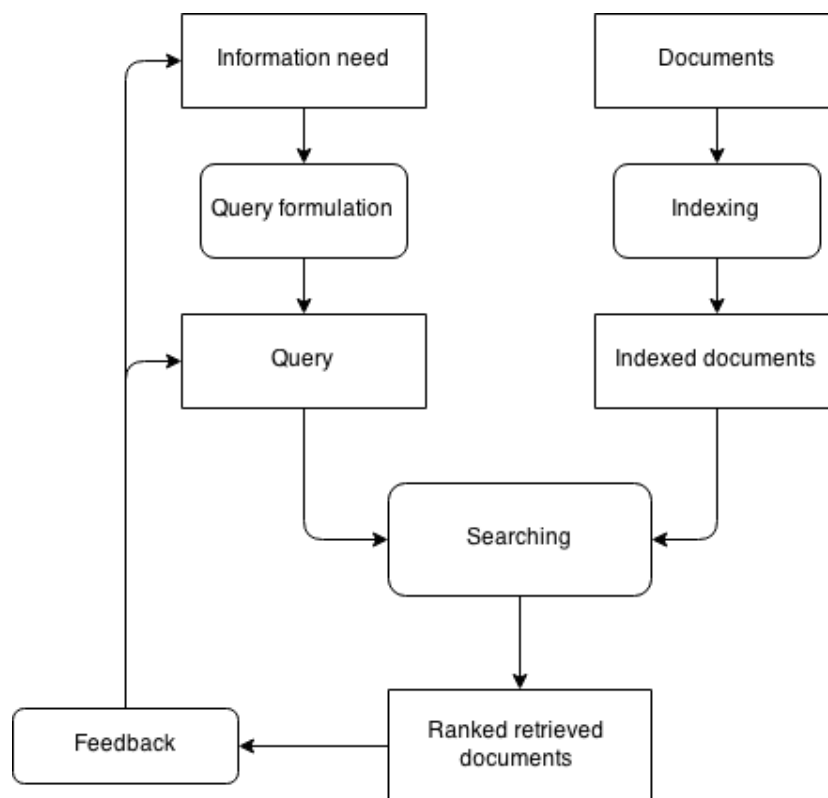 Information need
Documents
Query formulation
Indexing
Query
Indexed documents
Searching
Ranked retrieved
documents
Feedback